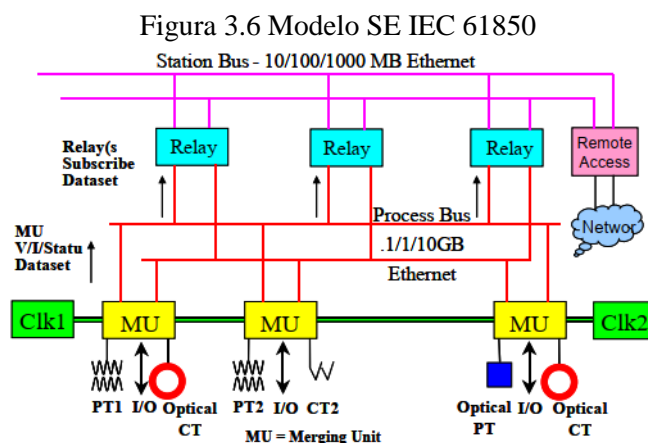 Figura 3.6 Modelo SE IEC 61850
Station Bus - 10/100/1000 MB Ethernet
Relay(s
Subscribe
Dataset
Relay
Relay
Relay
Remote
Access
MU
V/I/Statu
Dataset
Process Bus
.1/1/10GB
Ethernet
Networ
Clk1
MU
MU
MU
Clk2
PT1
I/O
Optical
CT
PT2
I/O
CT2
Optical
PT
I/O
Optical
CT
MU = Merging Unit